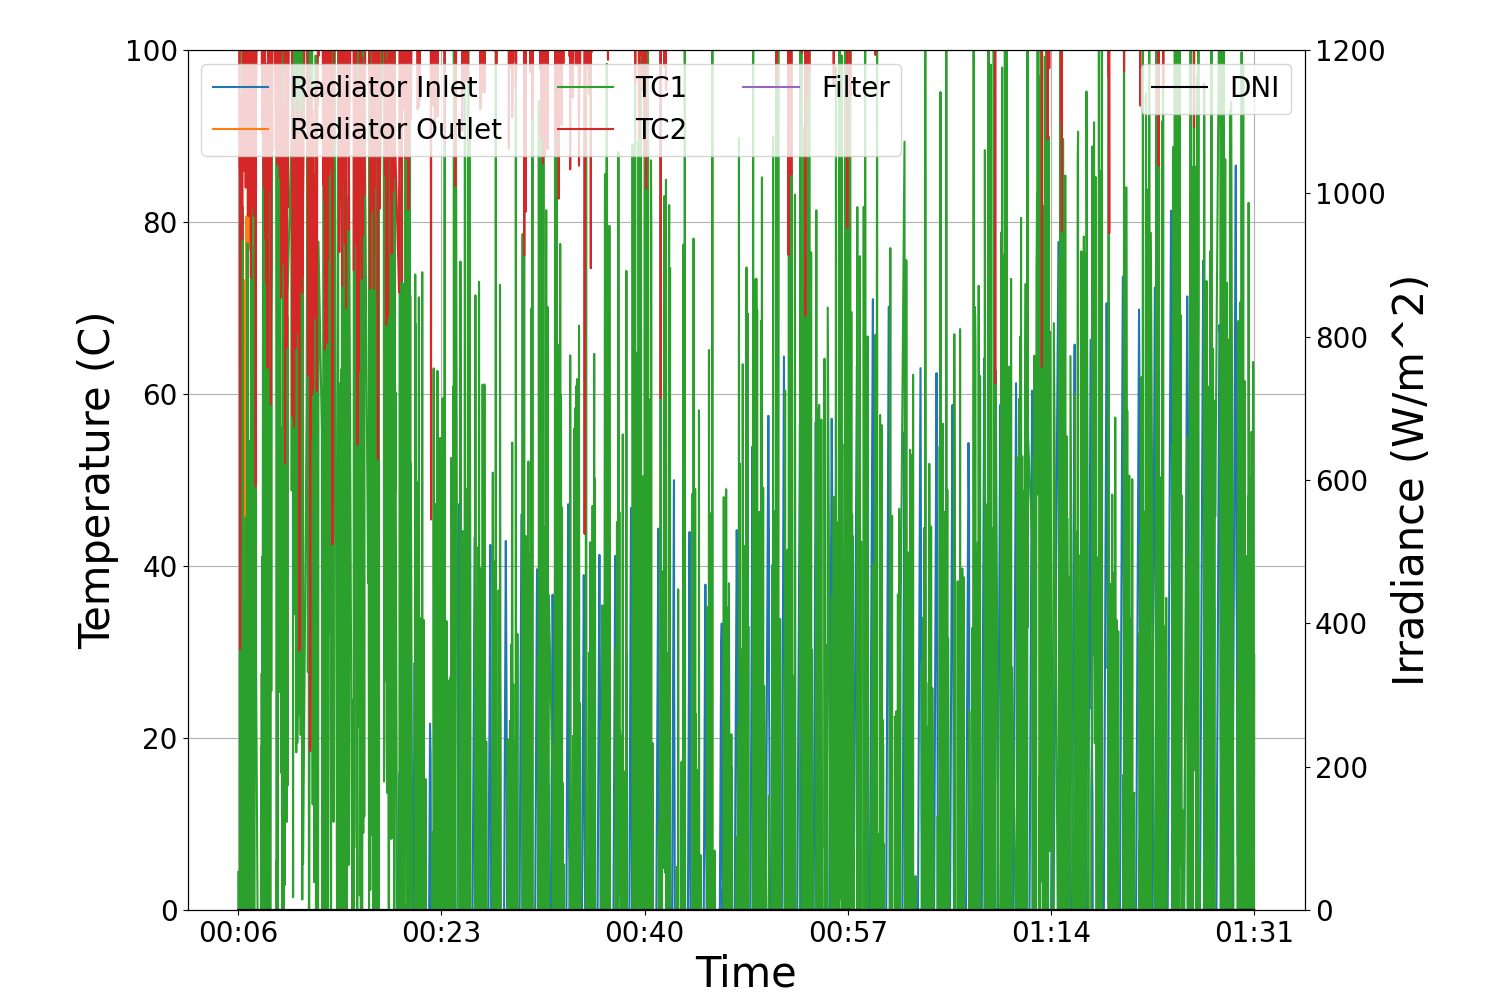 100
80
60
40
20
0
Temperature (C)
Radiator Inlet
Radiator Outlet
TC1
TC2
Filter
DNI
1200
1000
800
600
400
200
0
Irradiance (W/m^2)
00:06
00:23
00:40
00:57
01:14
01:31
Time